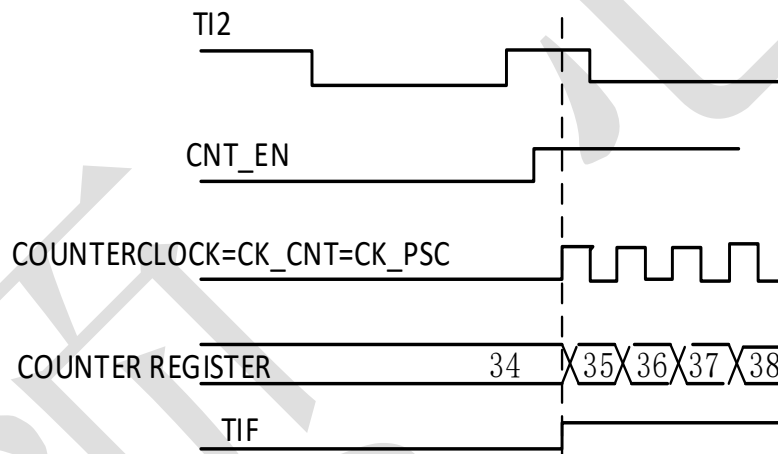 TI2
CNT_EN
COUNTERCLOCK=CK_CNT=CK_PSC
COUNTER REGISTER 34 35 36 37 38
TIF